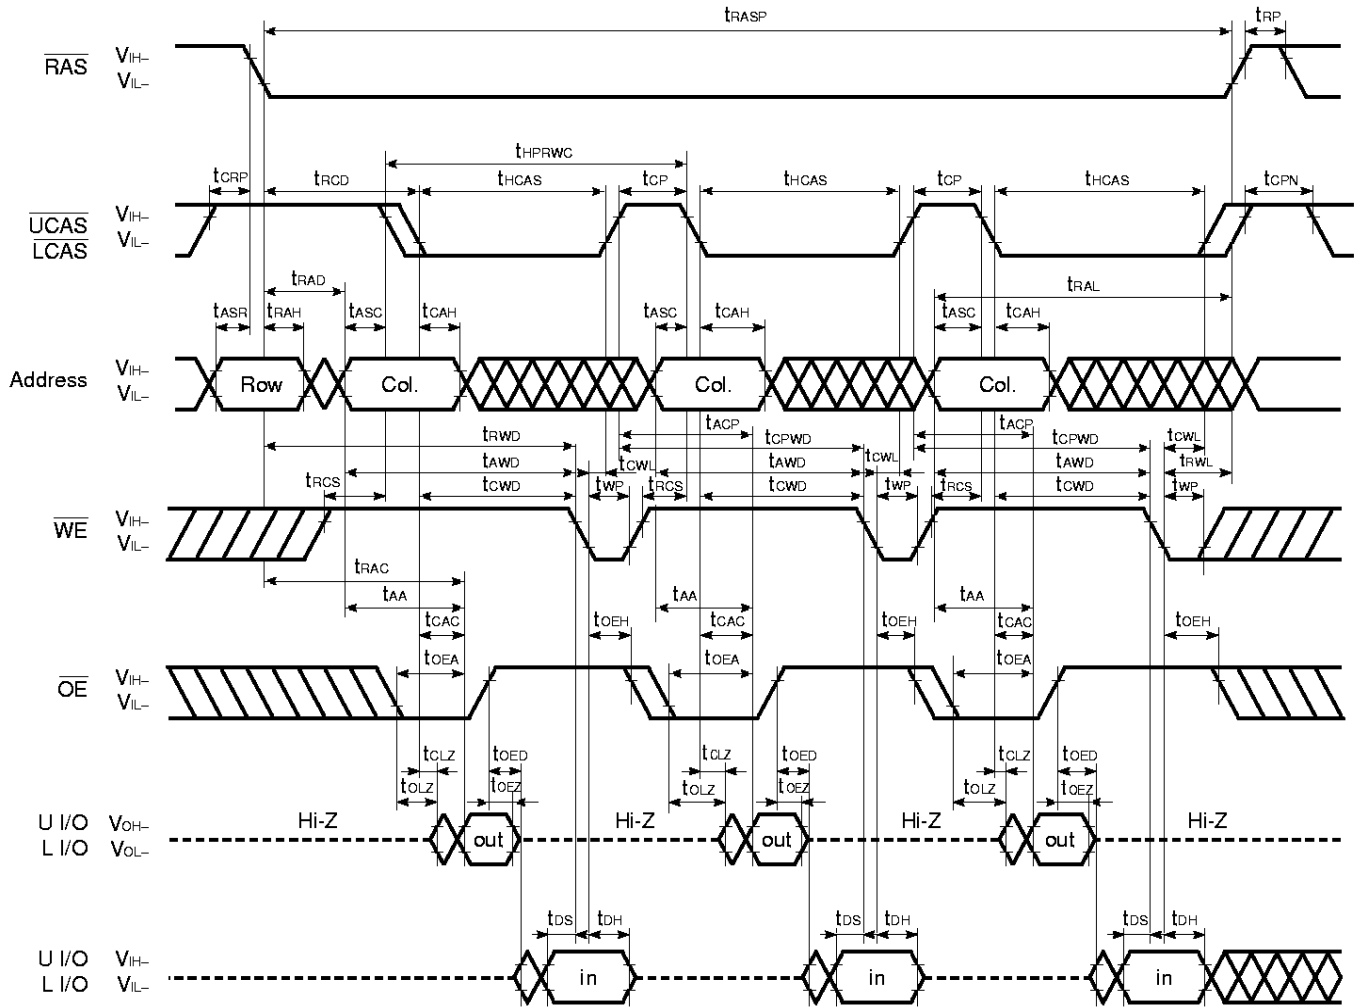 tRASP tRP
RAS VIH–
VIL–
tHPRWC
tCRP tRCD tHCAS tCP tHCAS tCP tHCAS tCPN
UCAS VIH–
LCAS VIL–
tRAD tRAL
tASR tRAH tASC tCAH tASC tCAH tASC tCAH
Address VIH–
VIL–
Row Col. Col. Col.
tACP tACP
tRWD tCPWD tCPWD tCWL
tAWD tCWL tAWD tCWL tAWD tRWL
tRCS tCWD tWP tRCS tCWD tWP tRCS tCWD tWP
WE VIH–
VIL–
tRAC
tAA tAA tAA
tCAC tOEH tCAC tOEH tCAC tOEH
tOEA tOEA tOEA
OE VIH–
VIL–
tCLZ tOED tCLZ tOED tCLZ tOED
tOLZ tOEZ tOLZ tOEZ tOLZ tOEZ
U I/O VOH– Hi-Z Hi-Z Hi-Z Hi-Z
L I/O VOL– out out out
tDS tDH tDS tDH tDS tDH
U I/O VIH–
L I/O VIL– in in in